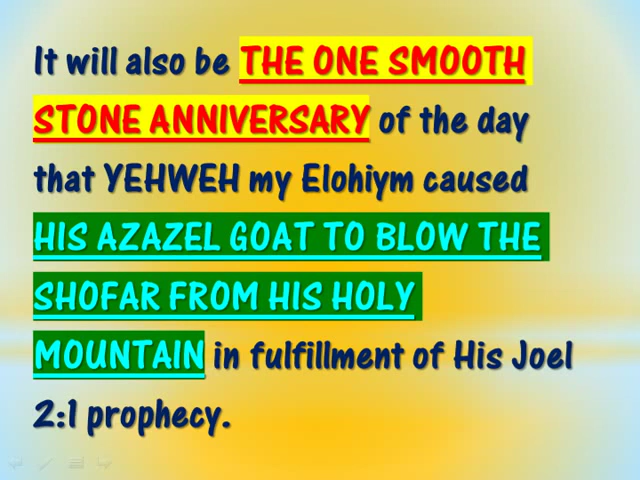 It will also be THE ONE SMOOTH
STONE ANNIVERSARY of the day
that YEHWEH my Elohiym caused
HIS AZAZEL GOAT TO BLOW THE
SHOFAR FROM HIS HOLY
MOUNTAIN in fulfillment of His Joel
2:1 prophecy.